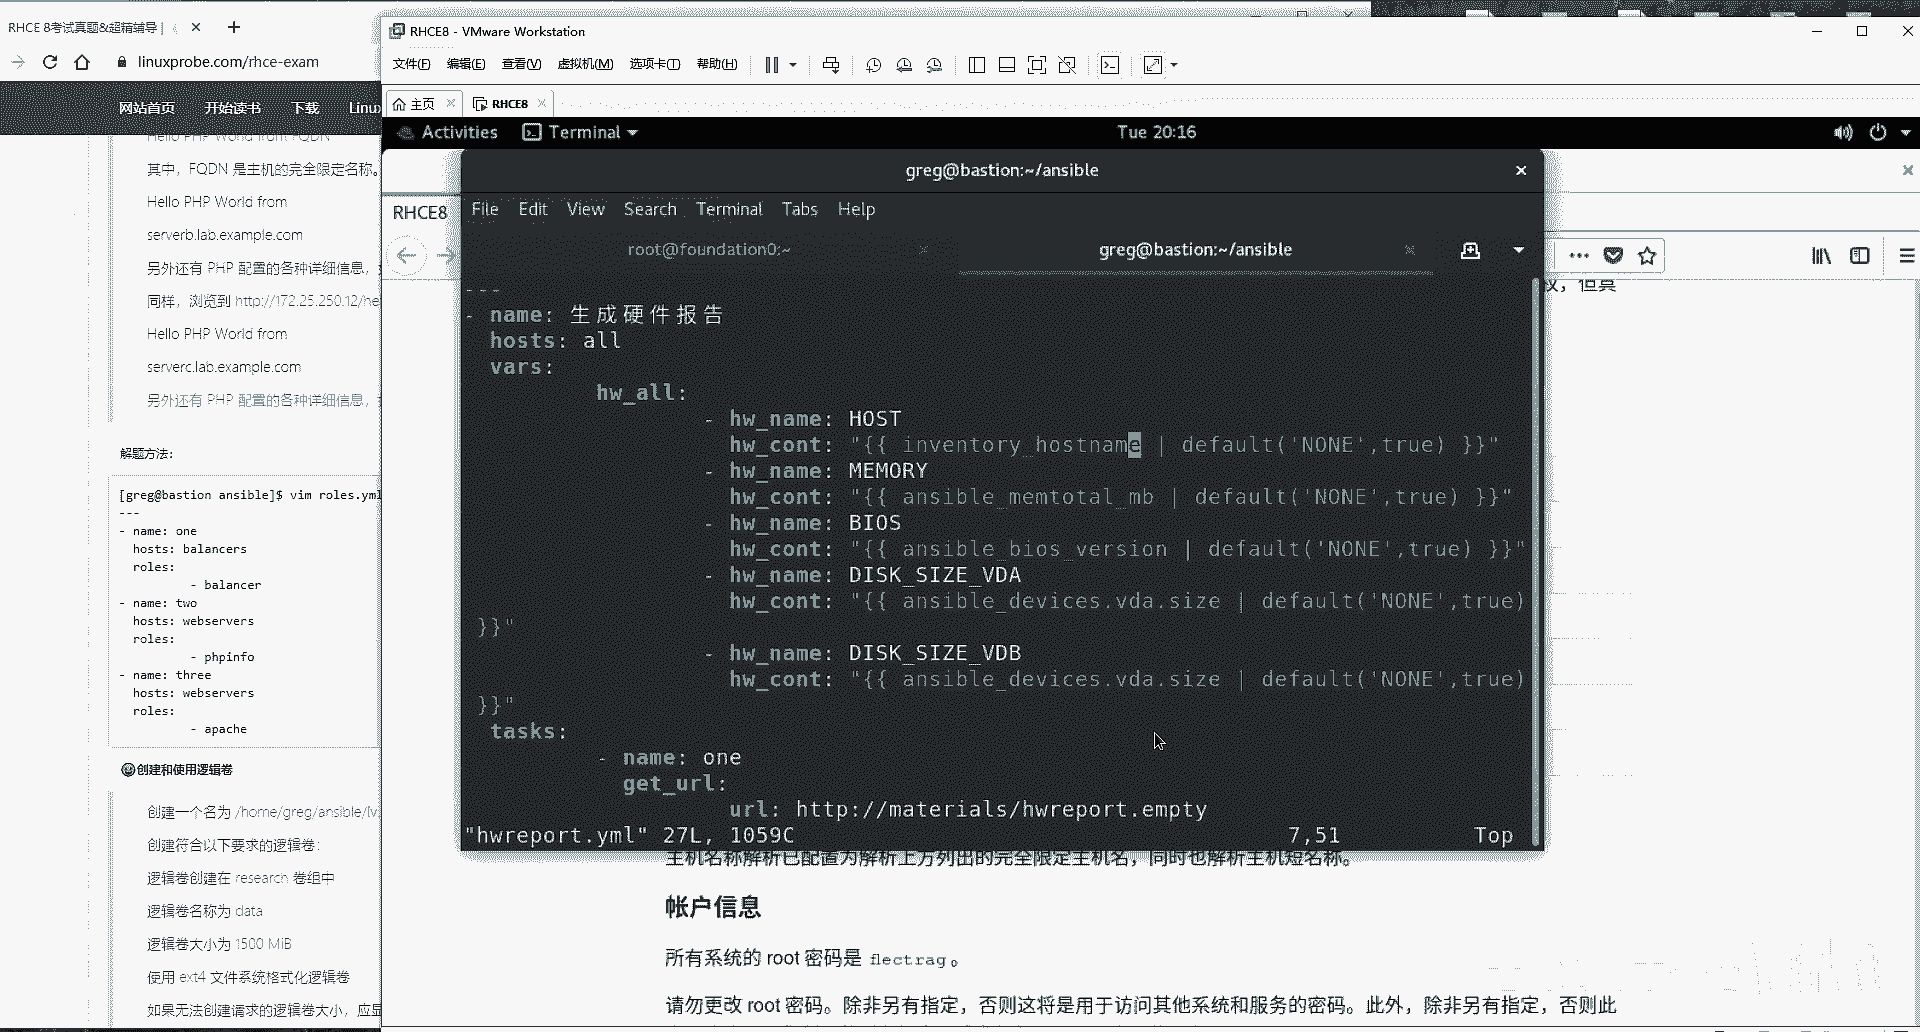 RHCE 8考试真题&超精辅导 |
linuxprobe.com/rhce-exam
网站首页 开始读书 下载 Linu
Hello PHP World from FQDN
其中，FQDN 是主机的完全限定名称。
Hello PHP World from
serverb.lab.example.com
另外还有 PHP 配置的各种详细信息，
同样，浏览到 http://172.25.250.12/he
Hello PHP World from
serverc.lab.example.com
另外还有 PHP 配置的各种详细信息，
解题方法：
[greg@bastion ansible]$ vim roles.yml
---
- name: one
hosts: balancers
roles:
- balancer
- name: two
hosts: webservers
roles:
- phpinfo
- name: three
hosts: webservers
roles:
- apache
创建和使用逻辑卷
创建一个名为 /home/greg/ansible/lv
创建符合以下要求的逻辑卷：
逻辑卷创建在 research 卷组中
逻辑卷名称为 data
逻辑卷大小为 1500 MiB
使用 ext4 文件系统格式化逻辑卷
如果无法创建请求的逻辑卷大小，应显
RHCE8 - VMware Workstation
文件(F) 编辑(E) 查看(V) 虚拟机(M) 选项卡(T) 帮助(H)
主页 RHCE8
Activities Terminal Tue 20:16
RHCE8
greg@bastion:~/ansible
File Edit View Search Terminal Tabs Help
root@foundation0:~ greg@bastion:~/ansible
---
- name: 生成硬件报告
hosts: all
vars:
hw_all:
- hw_name: HOST
hw_cont: "{{ inventory_hostname | default('NONE',true) }}"
- hw_name: MEMORY
hw_cont: "{{ ansible_memtotal_mb | default('NONE',true) }}"
- hw_name: BIOS
hw_cont: "{{ ansible_bios_version | default('NONE',true) }}"
- hw_name: DISK_SIZE_VDA
hw_cont: "{{ ansible_devices.vda.size | default('NONE',true)
}}"
- hw_name: DISK_SIZE_VDB
hw_cont: "{{ ansible_devices.vda.size | default('NONE',true)
}}"
tasks:
- name: one
get_url:
url: http://materials/hwreport.empty
"hwreport.yml" 27L, 1059C 7,51 Top
主机名称解析已配置为解析上方列出的完全限定主机名，同时也解析主机短名称。
帐户信息
所有系统的 root 密码是 flectrag 。
请勿更改 root 密码。除非另有指定，否则这将是用于访问其他系统和服务的密码。此外，除非另有指定，否则此